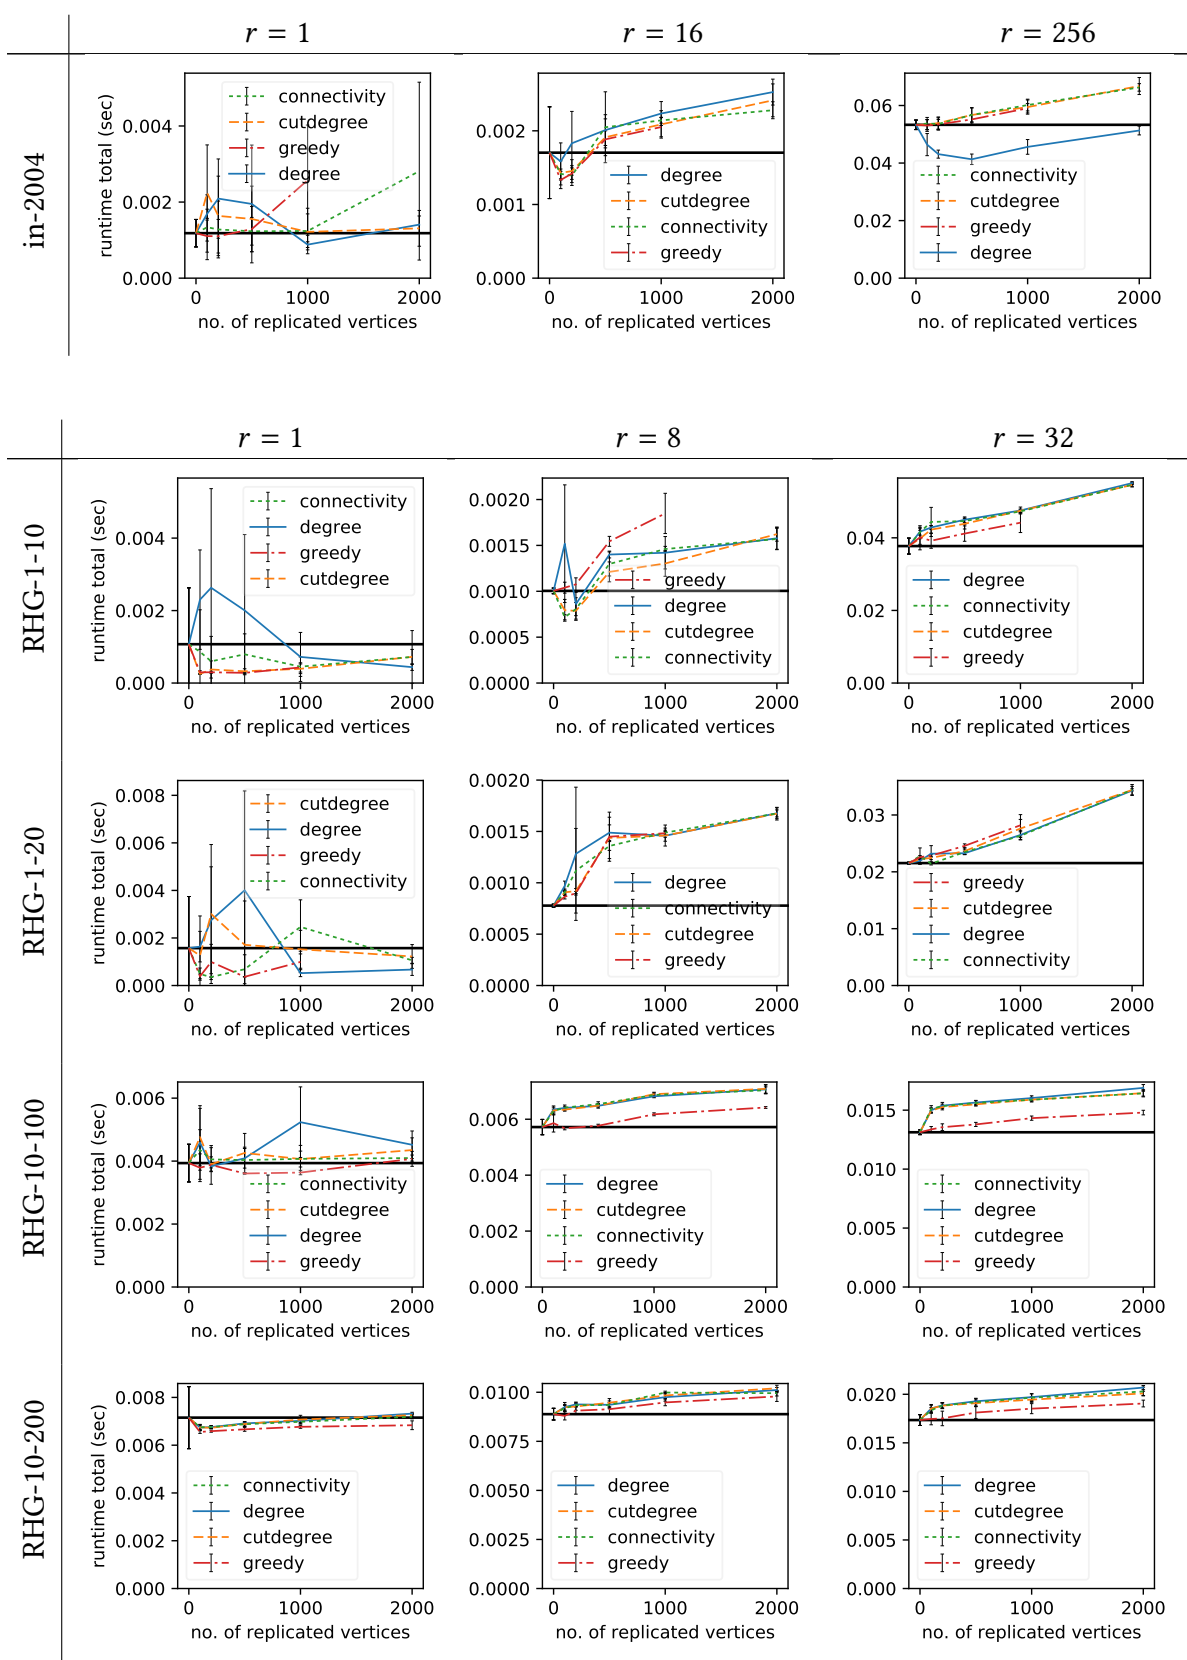 r = 1 r = 16 r = 256
in-2004
runtime total (sec)
0.004
0.002
0.000
connectivity
cutdegree
greedy
degree
0 1000 2000
no. of replicated vertices
0.002
0.001
0.000
degree
cutdegree
connectivity
greedy
0 1000 2000
no. of replicated vertices
0.06
0.04
0.02
0.00
connectivity
cutdegree
greedy
degree
0 1000 2000
no. of replicated vertices
r = 1 r = 8 r = 32
RHG-1-10
runtime total (sec)
0.004
0.002
0.000
connectivity
degree
greedy
cutdegree
0 1000 2000
no. of replicated vertices
0.0020
0.0015
0.0010
0.0005
0.0000
greedy
degree
cutdegree
connectivity
0 1000 2000
no. of replicated vertices
0.04
0.02
0.00
degree
connectivity
cutdegree
greedy
0 1000 2000
no. of replicated vertices
RHG-1-20
runtime total (sec)
0.008
0.006
0.004
0.002
0.000
cutdegree
degree
greedy
connectivity
0 1000 2000
no. of replicated vertices
0.0020
0.0015
0.0010
0.0005
0.0000
degree
connectivity
cutdegree
greedy
0 1000 2000
no. of replicated vertices
0.03
0.02
0.01
0.00
greedy
cutdegree
degree
connectivity
0 1000 2000
no. of replicated vertices
RHG-10-100
runtime total (sec)
0.006
0.004
0.002
0.000
connectivity
cutdegree
degree
greedy
0 1000 2000
no. of replicated vertices
0.006
0.004
0.002
0.000
degree
cutdegree
connectivity
greedy
0 1000 2000
no. of replicated vertices
0.015
0.010
0.005
0.000
connectivity
degree
cutdegree
greedy
0 1000 2000
no. of replicated vertices
RHG-10-200
runtime total (sec)
0.008
0.006
0.004
0.002
0.000
connectivity
degree
cutdegree
greedy
0 1000 2000
no. of replicated vertices
0.0100
0.0075
0.0050
0.0025
0.0000
degree
cutdegree
connectivity
greedy
0 1000 2000
no. of replicated vertices
0.020
0.015
0.010
0.005
0.000
degree
cutdegree
connectivity
greedy
0 1000 2000
no. of replicated vertices